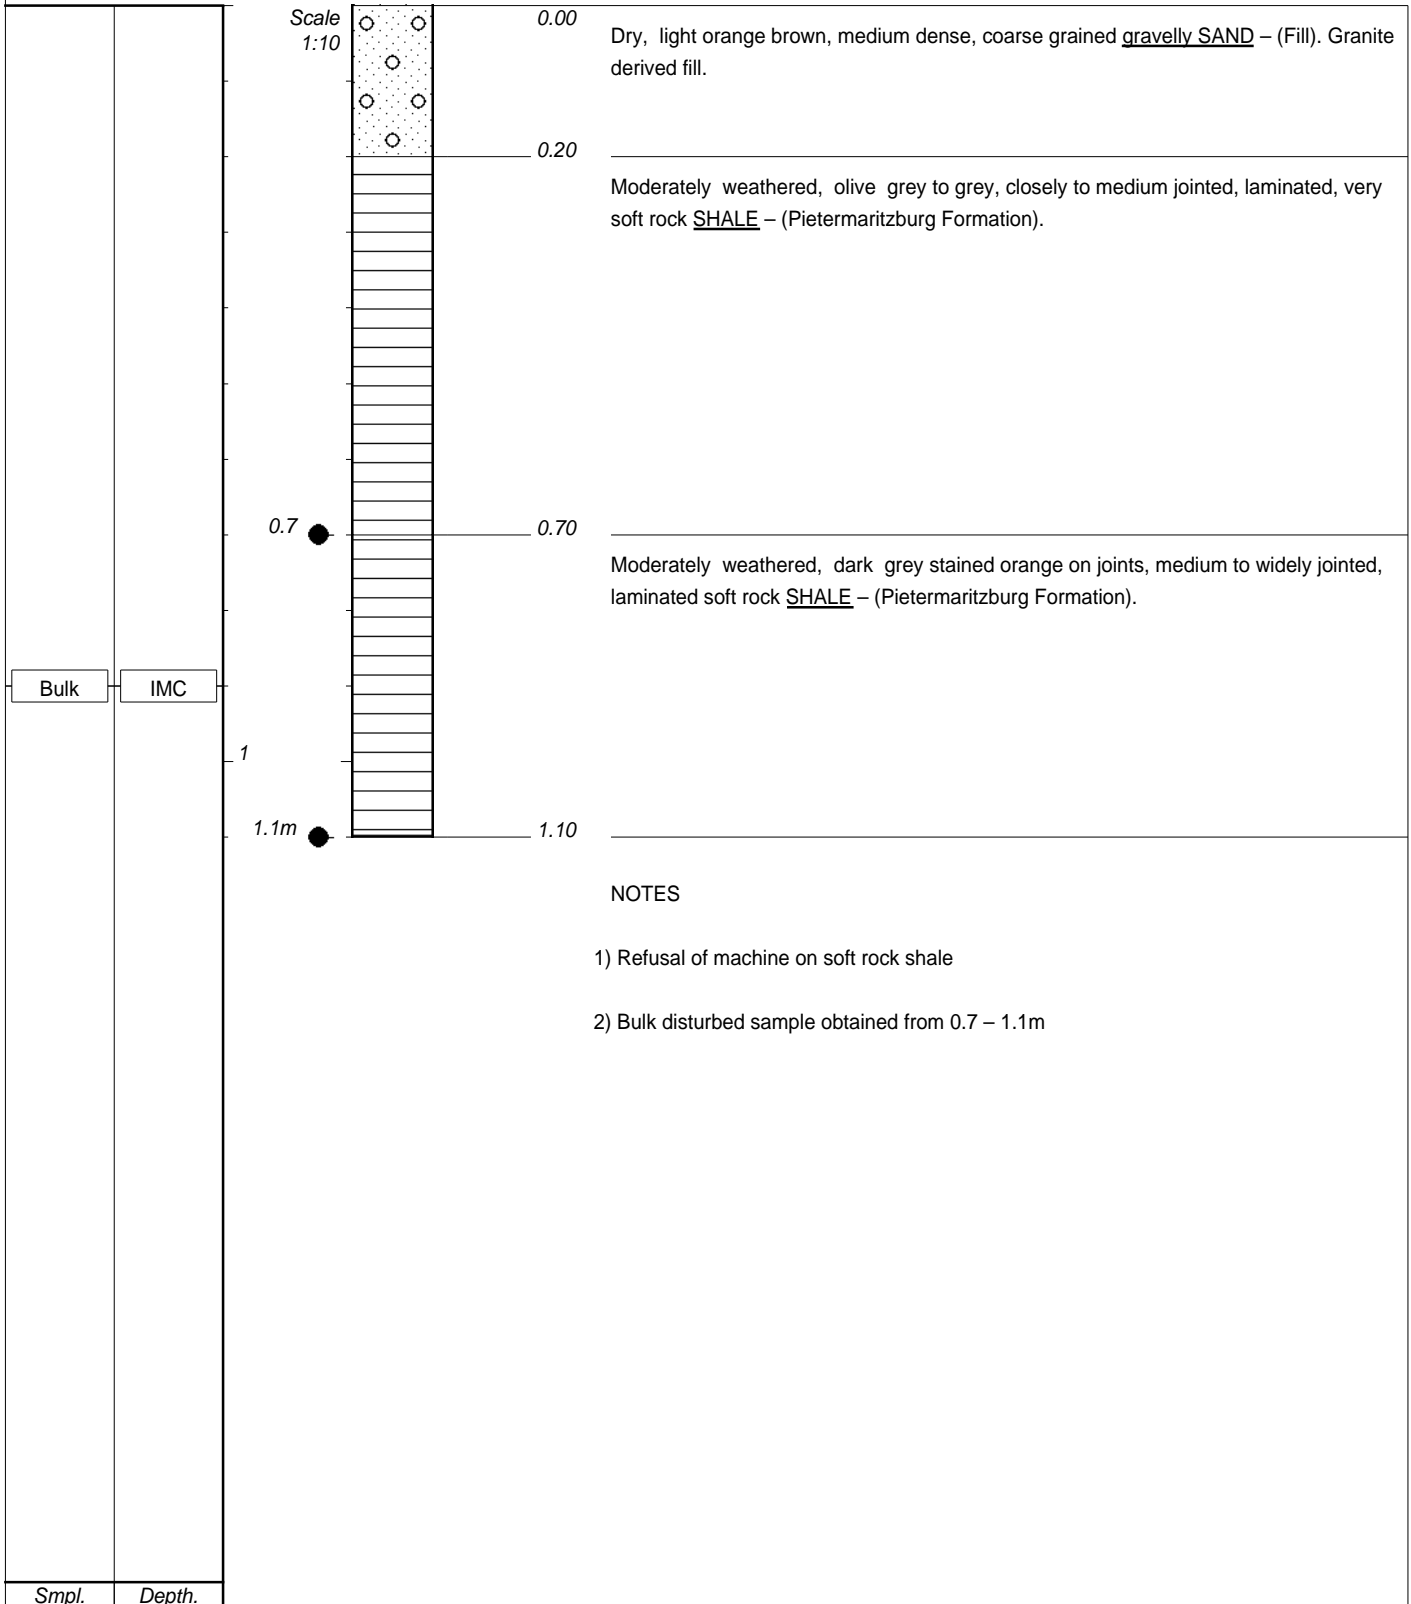 Scale
1:10
0.00
Dry, light orange brown, medium dense, coarse grained gravelly SAND – (Fill). Granite
derived fill.
0.20
Moderately weathered, olive grey to grey, closely to medium jointed, laminated, very
soft rock SHALE – (Pietermaritzburg Formation).
0.7
0.70
Moderately weathered, dark grey stained orange on joints, medium to widely jointed,
laminated soft rock SHALE – (Pietermaritzburg Formation).
Bulk
IMC
1
1.1m
1.10
NOTES
1) Refusal of machine on soft rock shale
2) Bulk disturbed sample obtained from 0.7 – 1.1m
Smpl.
Depth.